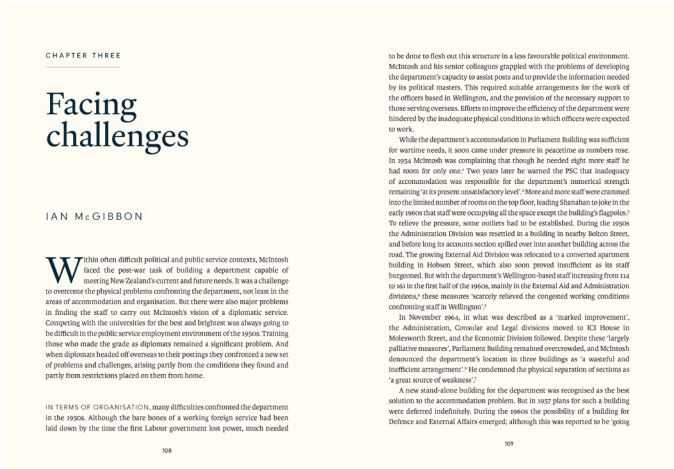 CHAPTER THREE
Facing
challenges
IAN McGIBBON
Within often difficult political and public service contexts, McIntosh
faced the post-war task of building a department capable of
meeting New Zealand's current and future needs. It was a challenge
to overcome the physical problems confronting the department, not least in the
areas of accommodation and organisation. But there were also major problems
in finding the staff to carry out McIntosh's vision of a diplomatic service.
Competing with the universities for the best and brightest was always going to
be difficult in the public service employment environment of the 1950s. Training
those who made the grade as diplomats remained a significant problem. And
when diplomats headed off overseas to their postings they confronted a new set
of problems and challenges, arising partly from the conditions they found and
partly from restrictions placed on them from home.
IN TERMS OF ORGANISATION, many difficulties confronted the department
in the 1950s. Although the bare bones of a working foreign service had been
laid down by the time the first Labour government lost power, much needed
108
to be done to flesh out this structure in a less favourable political environment.
McIntosh and his senior colleagues grappled with the problems of developing
the department's capacity to assist posts and to provide the information needed
by its political masters. This required suitable arrangements for the work of
the officers based in Wellington, and the provision of the necessary support to
those serving overseas. Efforts to improve the efficiency of the department were
hindered by the inadequate physical conditions in which officers were expected
to work.
While the department's accommodation in Parliament Building was sufficient
for wartime needs, it soon came under pressure in peacetime as numbers rose.
In 1954 McIntosh was complaining that though he needed eight more staff he
had room for only one.¹ Two years later he warned the PSC that inadequacy
of accommodation was responsible for the department's numerical strength
remaining 'at its present unsatisfactory level'.² More and more staff were crammed
into the limited number of rooms on the top floor, leading Shanahan to joke in the
early 1960s that staff were occupying all the space except the building's flagpoles.³
To relieve the pressure, some outliers had to be established. During the 1950s
the Administration Division was resettled in a building in nearby Bolton Street,
and before long its accounts section spilled over into another building across the
road. The growing External Aid Division was relocated to a converted apartment
building in Hobson Street, which also soon proved insufficient as its staff
burgeoned. But with the department's Wellington-based staff increasing from 114
to 161 in the first half of the 1960s, mainly in the External Aid and Administration
divisions,⁴ these measures 'scarcely relieved the congested working conditions
confronting staff in Wellington'.⁵
In November 1964, in what was described as a 'marked improvement',
the Administration, Consular and Legal divisions moved to ICI House in
Molesworth Street, and the Economic Division followed. Despite these 'largely
palliative measures', Parliament Building remained overcrowded, and McIntosh
denounced the department's location in three buildings as 'a wasteful and
inefficient arrangement'.⁶ He condemned the physical separation of sections as
'a great source of weakness'.⁷
A new stand-alone building for the department was recognised as the best
solution to the accommodation problem. But in 1957 plans for such a building
were deferred indefinitely. During the 1960s the possibility of a building for
Defence and External Affairs emerged; although this was reported to be 'going
109